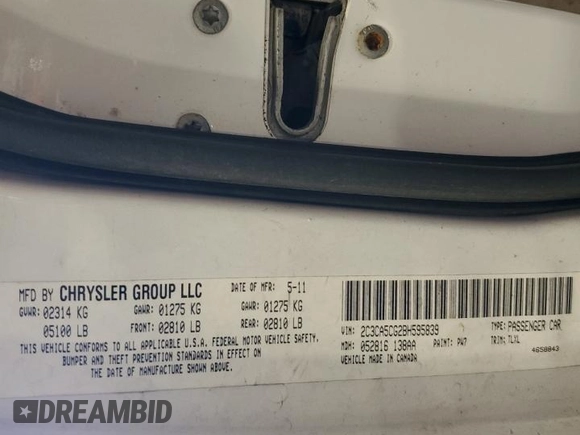 MFD BY CHRYSLER GROUP LLC
DATE OF MFR: 5-11
GVWR: 02314 KG
GAWR: 01275 KG
GAWR: 01275 KG
05100 LB
FRONT: 02810 LB
REAR: 02810 LB
THIS VEHICLE CONFORMS TO ALL APPLICABLE U.S.A. FEDERAL MOTOR VEHICLE SAFETY,
BUMPER AND THEFT PREVENTION STANDARDS IN EFFECT ON THE DATE OF
MANUFACTURE SHOWN ABOVE.
VIN: 2C3CA5CG2BH595839
TYPE: PASSENGER CAR
MDH: 052816 138AA
PAINT: PW7
TRIM: TLXL
VEHICLE MADE IN CANADA
4658843
DREAMBID